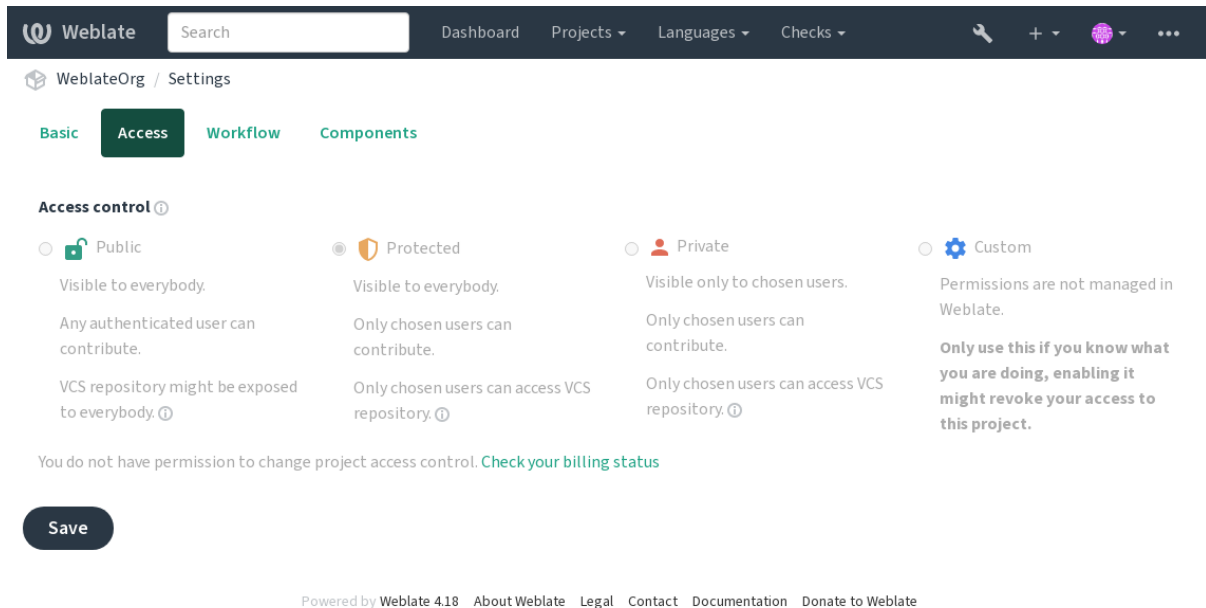 Weblate Search Dashboard Projects Languages Checks
WeblateOrg / Settings
Basic Access Workflow Components
Access control
Public
Visible to everybody.
Any authenticated user can
contribute.
VCS repository might be exposed
to everybody.
Protected
Visible to everybody.
Only chosen users can
contribute.
Only chosen users can access VCS
repository.
Private
Visible only to chosen users.
Only chosen users can
contribute.
Only chosen users can access VCS
repository.
Custom
Permissions are not managed in
Weblate.
Only use this if you know what
you are doing, enabling it
might revoke your access to
this project.
You do not have permission to change project access control. Check your billing status
Save
Powered by Weblate 4.18 About Weblate Legal Contact Documentation Donate to Weblate